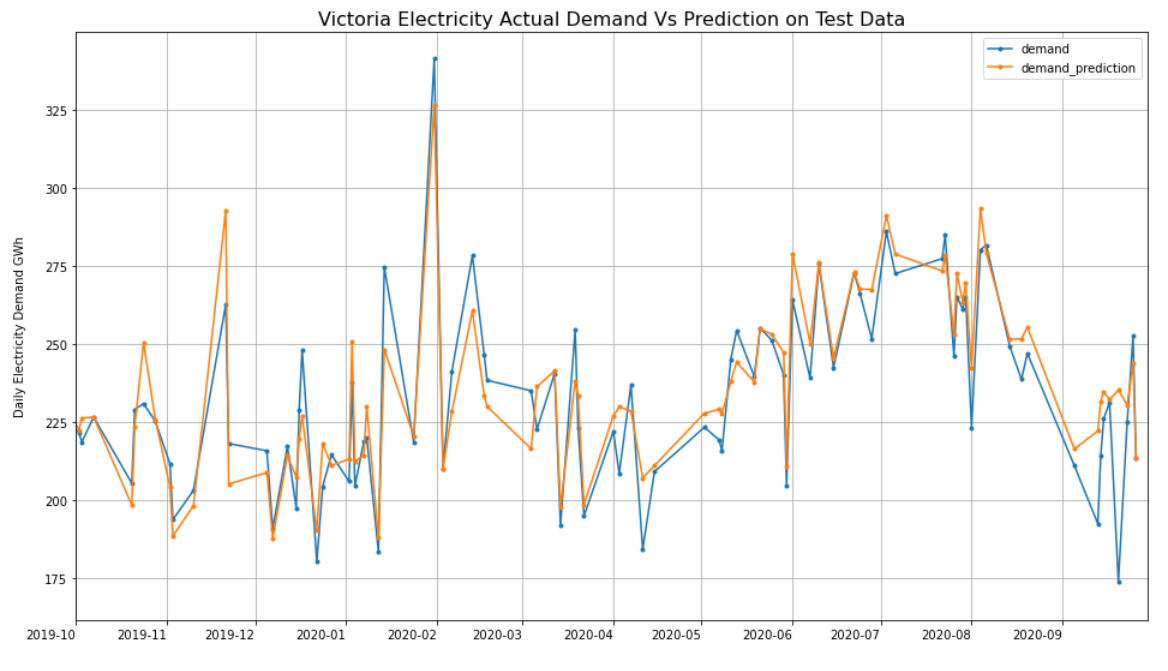 Victoria Electricity Actual Demand Vs Prediction on Test Data
demand
demand_prediction
Daily Electricity Demand GWh
325
300
275
250
225
200
175
2019-10 2019-11 2019-12 2020-01 2020-02 2020-03 2020-04 2020-05 2020-06 2020-07 2020-08 2020-09